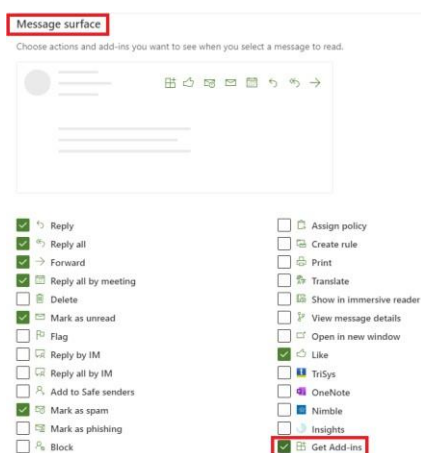 Message surface
Choose actions and add-ins you want to see when you select a message to read.
Reply
Reply all
Forward
Reply all by meeting
Delete
Mark as unread
Flag
Reply by IM
Reply all by IM
Add to Safe senders
Mark as spam
Mark as phishing
Block
Assign policy
Create rule
Print
Translate
Show in immersive reader
View message details
Open in new window
Like
TriSys
OneNote
Nimble
Insights
Get Add-ins